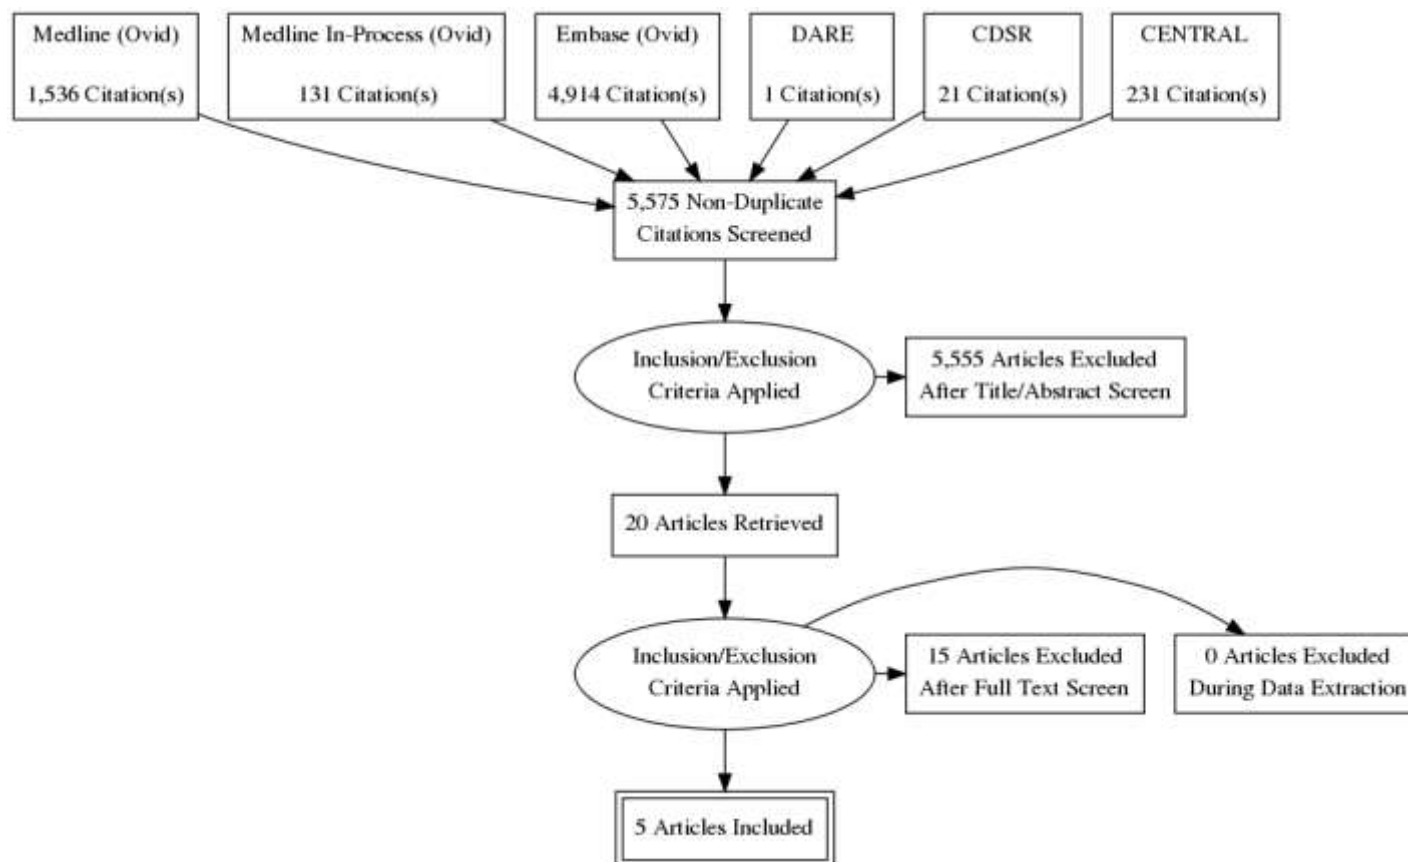 Medline (Ovid)
1,536 Citation(s)
Medline In-Process (Ovid)
131 Citation(s)
Embase (Ovid)
4,914 Citation(s)
DARE
1 Citation(s)
CDSR
21 Citation(s)
CENTRAL
231 Citation(s)
5,575 Non-Duplicate
Citations Screened
Inclusion/Exclusion
Criteria Applied
5,555 Articles Excluded
After Title/Abstract Screen
20 Articles Retrieved
Inclusion/Exclusion
Criteria Applied
15 Articles Excluded
After Full Text Screen
0 Articles Excluded
During Data Extraction
5 Articles Included